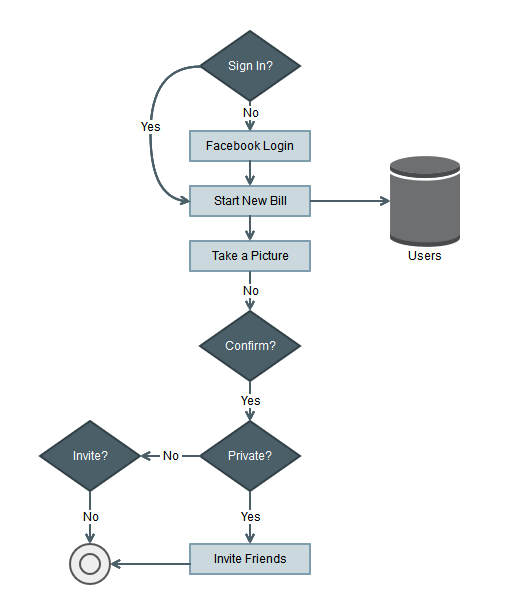 Sign In?
No
Yes
Facebook Login
Start New Bill
Users
Take a Picture
No
Confirm?
Yes
Invite?
No
Private?
No
Yes
Invite Friends